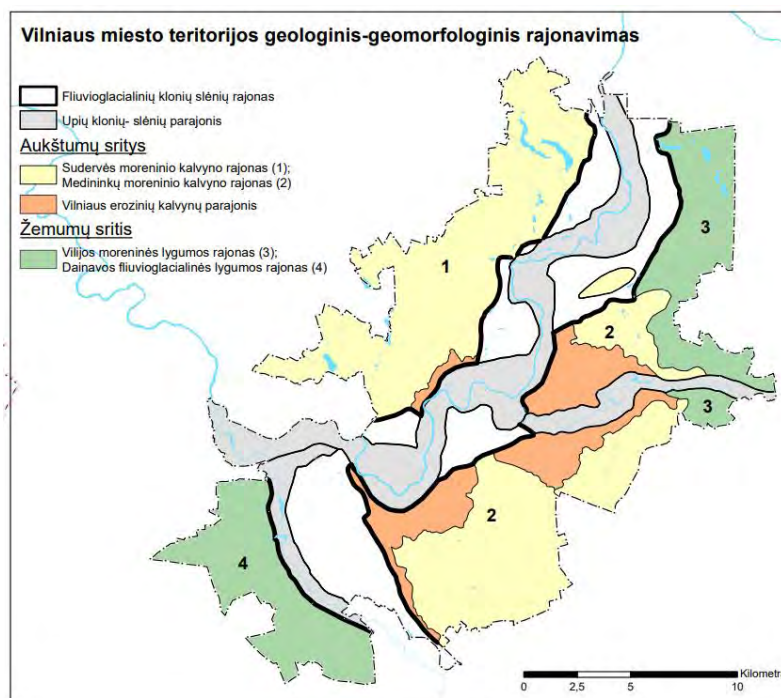 Vilniaus miesto teritorijos geologinis-geomorfologinis rajonavimas
Fliuvioglacialinių klonių slėnių rajonas
Upių klonių- slėnių parajonis
Aukštumų sritys
Sudervės moreninio kalvyno rajonas (1);
Medininkų moreninio kalvyno rajonas (2)
Vilniaus erozinių kalvynų parajonis
Žemumų sritis
Vilijos moreninės lygumos rajonas (3);
Dainavos fliuvioglacialinės lygumos rajonas (4)
3
1
2
3
2
4
Kilometr
0 2,5 5 10